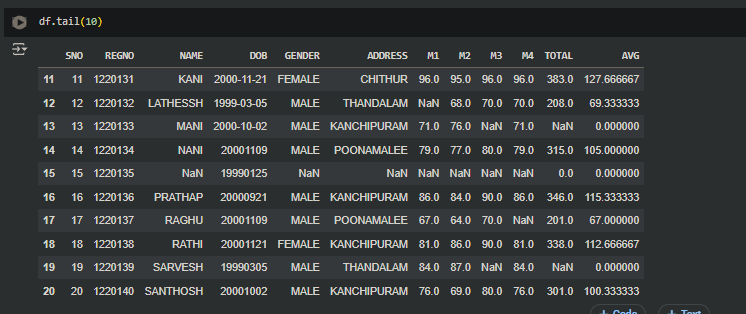 df.tail(10)
SNO REGNO NAME DOB GENDER ADDRESS M1 M2 M3 M4 TOTAL AVG
11 11 1220131 KANI 2000-11-21 FEMALE CHITHUR 96.0 95.0 96.0 96.0 383.0 127.666667
12 12 1220132 LATHESSH 1999-03-05 MALE THANDALAM NaN 68.0 70.0 70.0 208.0 69.333333
13 13 1220133 MANI 2000-10-02 MALE KANCHIPURAM 71.0 76.0 NaN 71.0 NaN 0.000000
14 14 1220134 NANI 20001109 MALE POONAMALEE 79.0 77.0 80.0 79.0 315.0 105.000000
15 15 1220135 NaN 19990125 NaN NaN NaN NaN NaN NaN 0.0 0.000000
16 16 1220136 PRATHAP 20000921 MALE KANCHIPURAM 86.0 84.0 90.0 86.0 346.0 115.333333
17 17 1220137 RAGHU 20001109 MALE POONAMALEE 67.0 64.0 70.0 NaN 201.0 67.000000
18 18 1220138 RATHI 20001121 FEMALE KANCHIPURAM 81.0 86.0 90.0 81.0 338.0 112.666667
19 19 1220139 SARVESH 19990305 MALE THANDALAM 84.0 87.0 NaN 84.0 NaN 0.000000
20 20 1220140 SANTHOSH 20001002 MALE KANCHIPURAM 76.0 69.0 80.0 76.0 301.0 100.333333
+ Code + Text